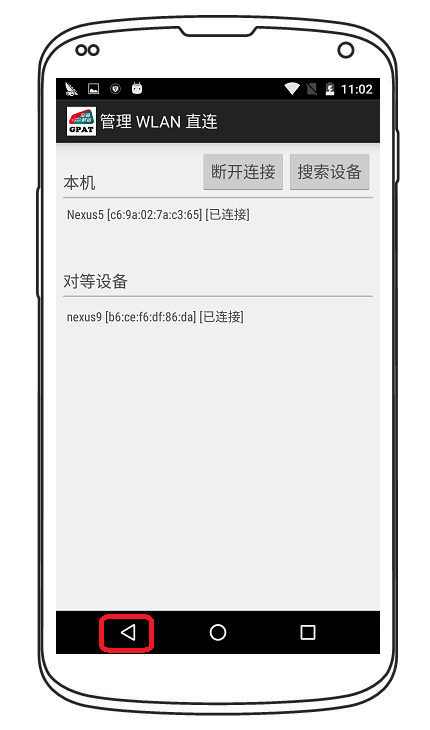 11:02
GPAT
管理 WLAN 直连
断开连接 搜索设备
本机
Nexus5 [c6:9a:02:7a:c3:65] [已连接]
对等设备
nexus9 [b6:ce:f6:df:86:da] [已连接]